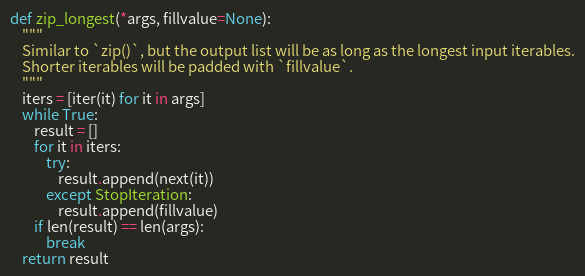 def zip_longest(*args, fillvalue=None):
    """
    Similar to `zip()`, but the output list will be as long as the longest input iterables.
    Shorter iterables will be padded with `fillvalue`.
    """
    iters = [iter(it) for it in args]
    while True:
        result = []
        for it in iters:
            try:
                result.append(next(it))
            except StopIteration:
                result.append(fillvalue)
        if len(result) == len(args):
            break
    return result